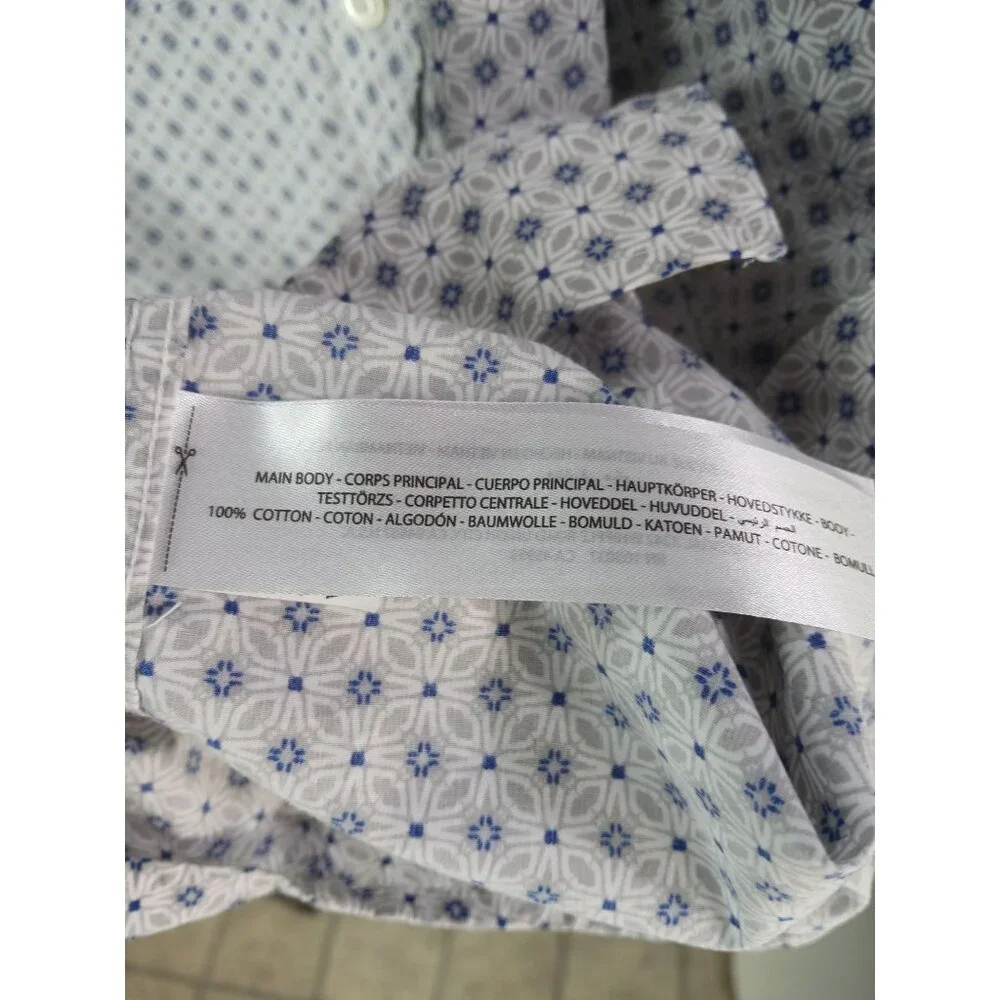 MAIN BODY - CORPS PRINCIPAL - CUERPO PRINCIPAL - HAUPTKÖRPER - HOVEDSTYKKE - BODY -
TESTTÖRZS - CORPETTO CENTRALE - HOVEDDEL - HUVUDDEL - الجسم الرئيسي
100% COTTON - COTON - ALGODÓN - BAUMWOLLE - BOMULD - KATOEN - PAMUT - COTONE - BOMULL